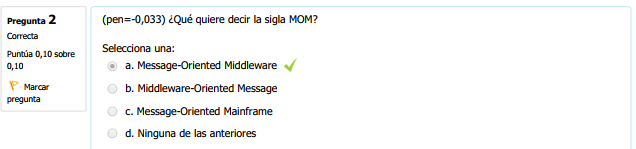 Pregunta 2
Correcta
Puntúa 0,10 sobre
0,10
Marcar
pregunta
(pen=-0,033) ¿Qué quiere decir la sigla MOM?
Selecciona una:
a. Message-Oriented Middleware
b. Middleware-Oriented Message
c. Message-Oriented Mainframe
d. Ninguna de las anteriores